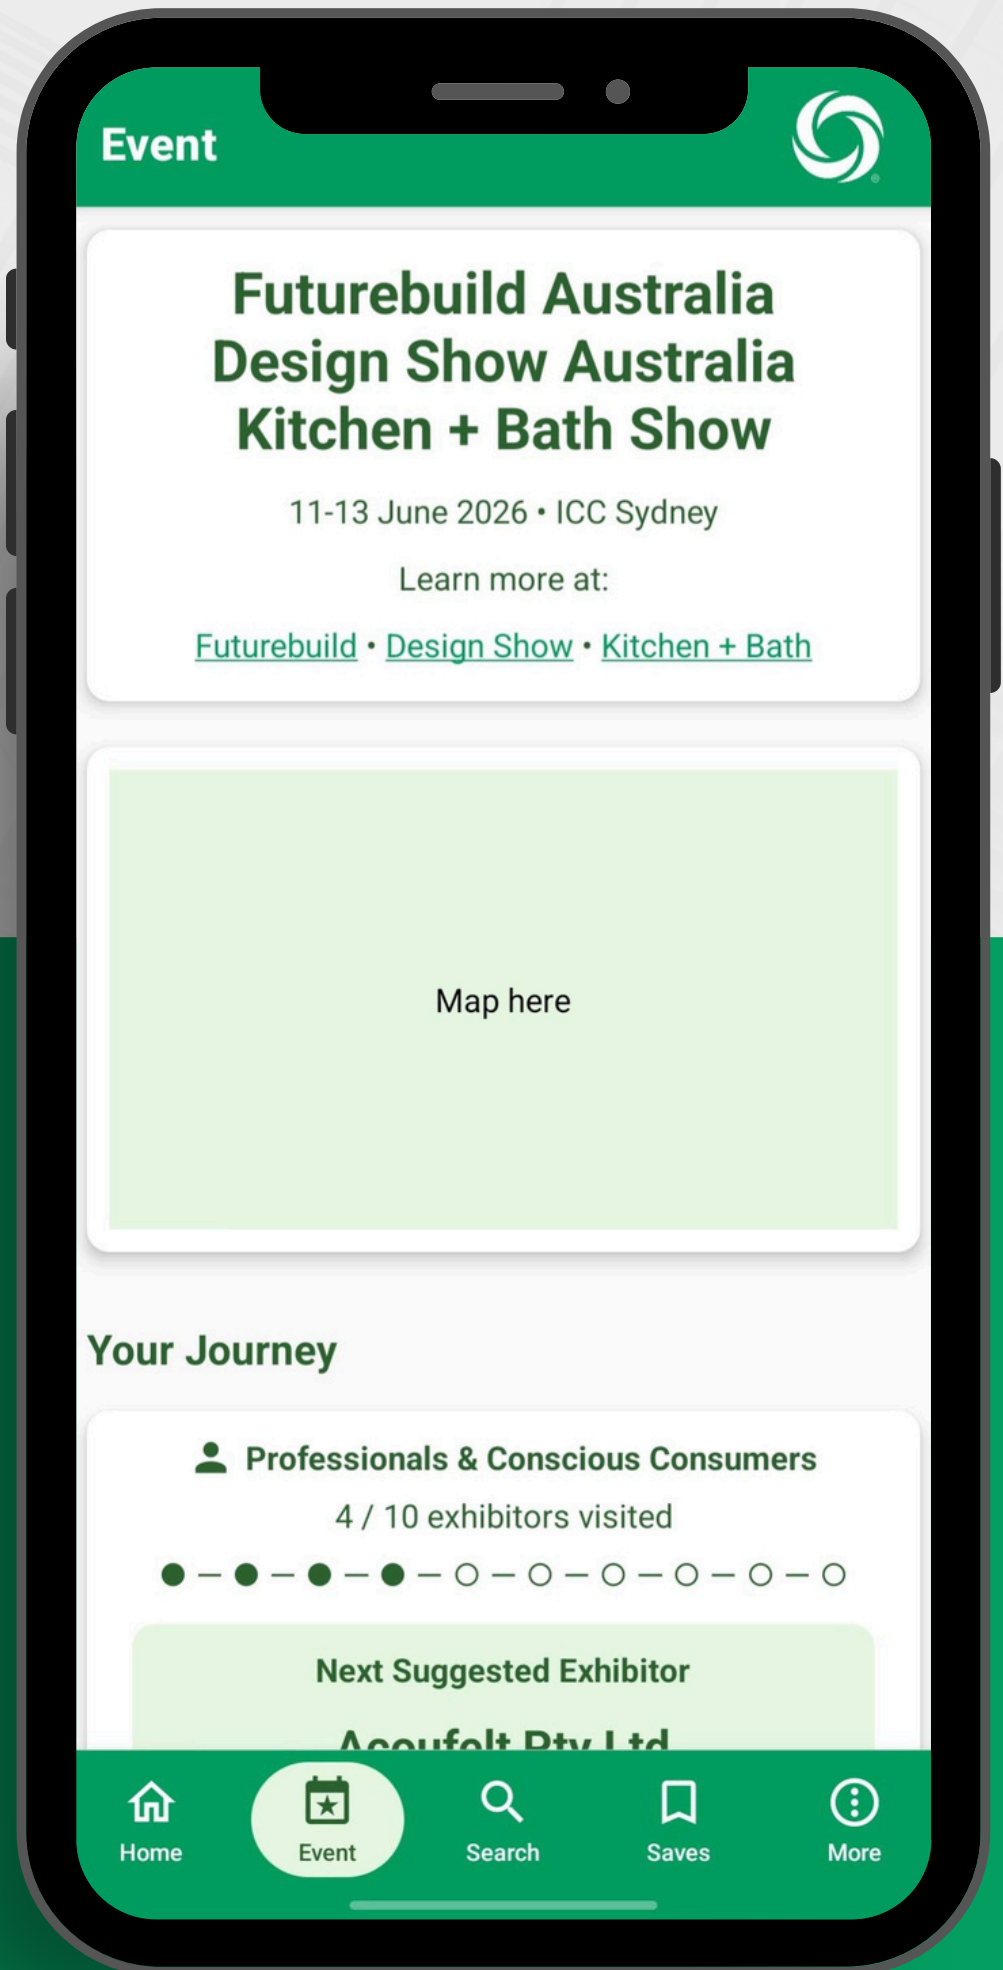 Event
Futurebuild Australia
Design Show Australia
Kitchen + Bath Show
11-13 June 2026 • ICC Sydney
Learn more at:
Futurebuild • Design Show • Kitchen + Bath
Map here
Your Journey
Professionals & Conscious Consumers
4 / 10 exhibitors visited
Next Suggested Exhibitor
Pty Ltd
Home
Event
Search
Saves
More